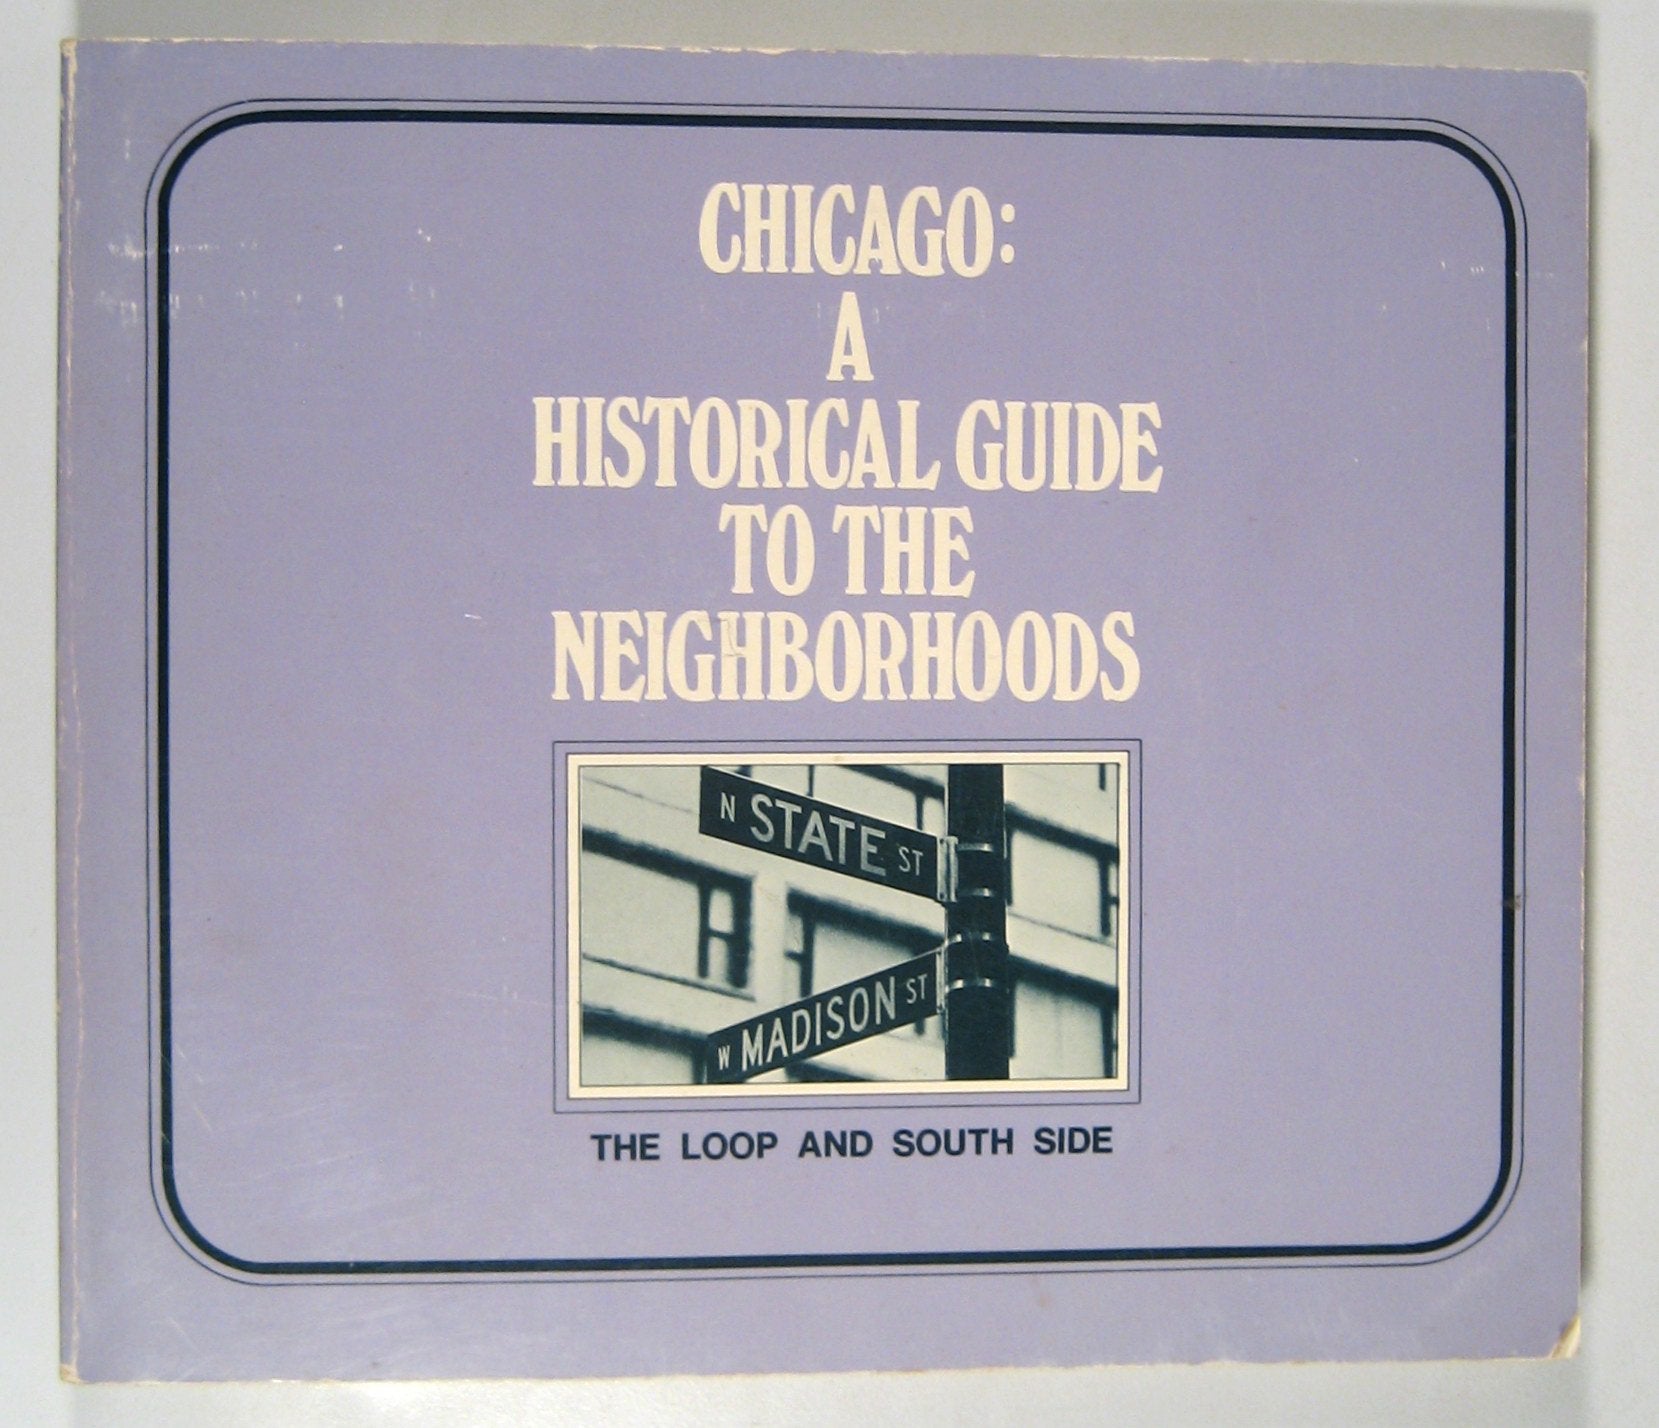 CHICAGO:
A
HISTORICAL GUIDE
TO THE
NEIGHBORHOODS
N STATE ST
W MADISON ST
THE LOOP AND SOUTH SIDE